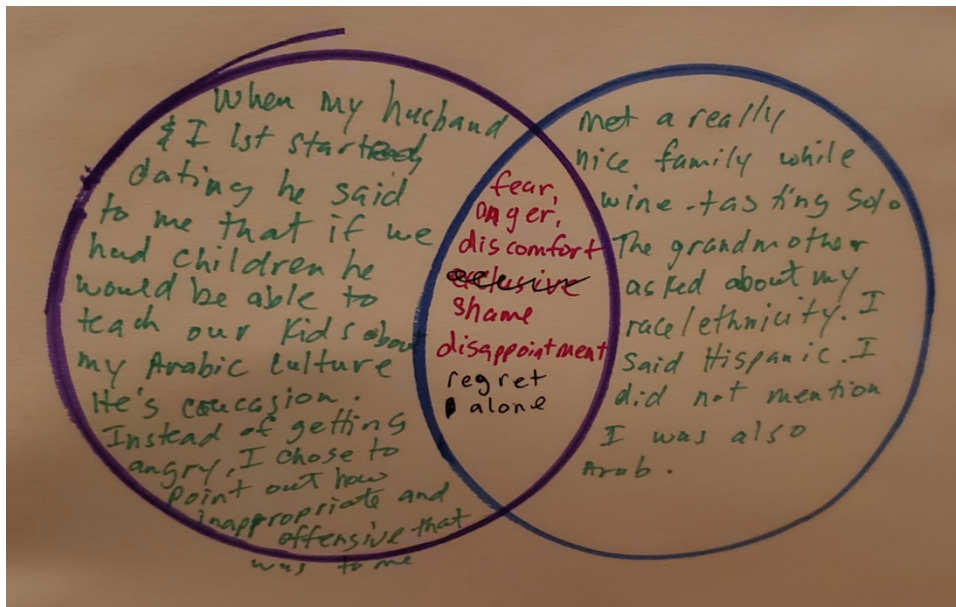 When my husband
& I 1st started
dating he said
to me that if we
had children he
would be able to
teach our kids about
my Arabic culture
He's coucasion.
Instead of getting
angry, I chose to
point out how
inappropriate and
offensive that
was to me
fear,
anger,
discomfort
exclusive
shame
disappointment
regret
alone
Met a really
nice family while
wine-tasting solo
The grandmother
asked about my
race/ethnicity. I
said Hispanic. I
did not mention
I was also
Arab.